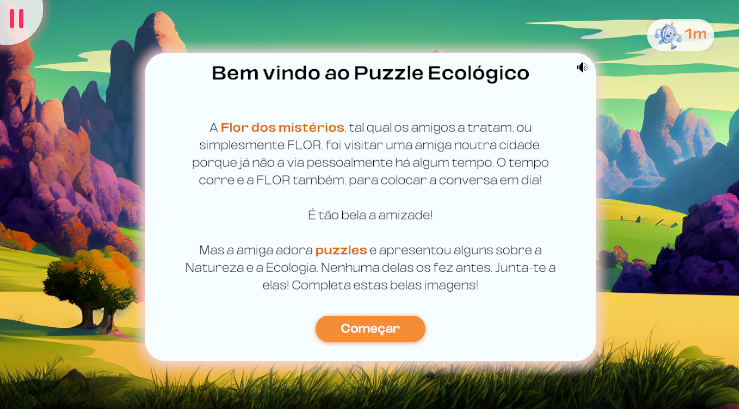 1m
Bem vindo ao Puzzle Ecológico
A Flor dos mistérios, tal qual os amigos a tratam, ou
simplesmente FLOR, foi visitar uma amiga noutra cidade,
porque já não a via pessoalmente há algum tempo. O tempo
corre e a FLOR também, para colocar a conversa em dia!
É tão bela a amizade!
Mas a amiga adora puzzles e apresentou alguns sobre a
Natureza e a Ecologia. Nenhuma delas os fez antes. Junta-te a
elas! Completa estas belas imagens!
Começar